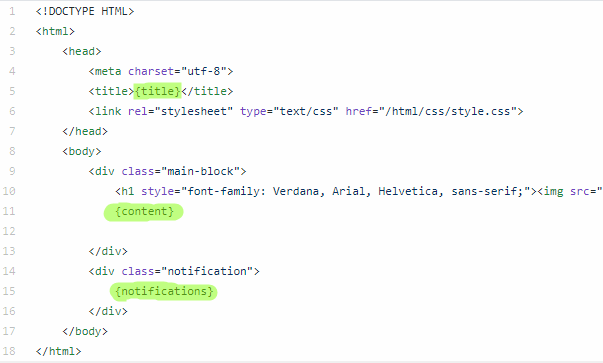 1 <!DOCTYPE HTML>
2 <html>
3 <head>
4 <meta charset="utf-8">
5 <title>{title}</title>
6 <link rel="stylesheet" type="text/css" href="/html/css/style.css">
7 </head>
8 <body>
9 <div class="main-block">
10 <h1 style="font-family: Verdana, Arial, Helvetica, sans-serif;"><img src="
11 {content}
12
13 </div>
14 <div class="notification">
15 {notifications}
16 </div>
17 </body>
18 </html>